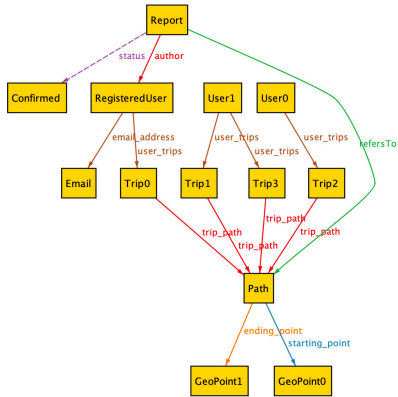 Report
status
author
Confirmed
RegisteredUser
User1
User0
refersTo
email_address
user_trips
user_trips
user_trips
user_trips
Email
Trip0
Trip1
Trip3
Trip2
trip_path
trip_path
trip_path
trip_path
Path
ending_point
starting_point
GeoPoint1
GeoPoint0